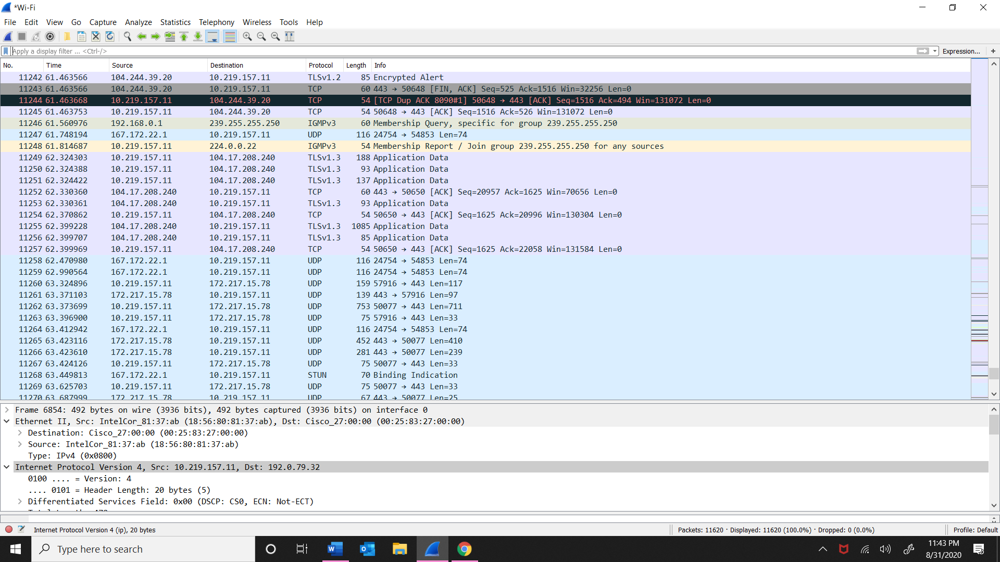 *Wi-Fi
File Edit View Go Capture Analyze Statistics Telephony Wireless Tools Help
Apply a display filter ... <Ctrl-/> Expression... +
No. Time Source Destination Protocol Length Info
11242 61.463566 104.244.39.20 10.219.157.11 TLSv1.2 85 Encrypted Alert
11243 61.463566 104.244.39.20 10.219.157.11 TCP 60 443 → 50648 [FIN, ACK] Seq=525 Ack=1516 Win=32256 Len=0
11244 61.463668 10.219.157.11 104.244.39.20 TCP 54 [TCP Dup ACK 8090#1] 50648 → 443 [ACK] Seq=1516 Ack=494 Win=131072 Len=0
11245 61.463753 10.219.157.11 104.244.39.20 TCP 54 50648 → 443 [ACK] Seq=1516 Ack=526 Win=131072 Len=0
11246 61.560976 192.168.0.1 239.255.255.250 IGMPv3 60 Membership Query, specific for group 239.255.255.250
11247 61.748194 167.172.22.1 10.219.157.11 UDP 116 24754 → 54853 Len=74
11248 61.814687 10.219.157.11 224.0.0.22 IGMPv3 54 Membership Report / Join group 239.255.255.250 for any sources
11249 62.324303 10.219.157.11 104.17.208.240 TLSv1.3 188 Application Data
11250 62.324388 10.219.157.11 104.17.208.240 TLSv1.3 93 Application Data
11251 62.324422 10.219.157.11 104.17.208.240 TLSv1.3 137 Application Data
11252 62.330360 104.17.208.240 10.219.157.11 TCP 60 443 → 50650 [ACK] Seq=20957 Ack=1625 Win=70656 Len=0
11253 62.330361 104.17.208.240 10.219.157.11 TLSv1.3 93 Application Data
11254 62.370862 10.219.157.11 104.17.208.240 TCP 54 50650 → 443 [ACK] Seq=1625 Ack=20996 Win=130304 Len=0
11255 62.399228 104.17.208.240 10.219.157.11 TLSv1.3 1085 Application Data
11256 62.399707 104.17.208.240 10.219.157.11 TLSv1.3 85 Application Data
11257 62.399969 10.219.157.11 104.17.208.240 TCP 54 50650 → 443 [ACK] Seq=1625 Ack=22058 Win=131584 Len=0
11258 62.470980 167.172.22.1 10.219.157.11 UDP 116 24754 → 54853 Len=74
11259 62.990564 167.172.22.1 10.219.157.11 UDP 116 24754 → 54853 Len=74
11260 63.324896 10.219.157.11 172.217.15.78 UDP 159 57916 → 443 Len=117
11261 63.371103 172.217.15.78 10.219.157.11 UDP 139 443 → 57916 Len=97
11262 63.373699 10.219.157.11 172.217.15.78 UDP 753 50077 → 443 Len=711
11263 63.396900 10.219.157.11 172.217.15.78 UDP 75 57916 → 443 Len=33
11264 63.412942 167.172.22.1 10.219.157.11 UDP 116 24754 → 54853 Len=74
11265 63.423116 172.217.15.78 10.219.157.11 UDP 452 443 → 50077 Len=410
11266 63.423610 172.217.15.78 10.219.157.11 UDP 281 443 → 50077 Len=239
11267 63.424126 10.219.157.11 172.217.15.78 UDP 75 50077 → 443 Len=33
11268 63.449813 167.172.22.1 10.219.157.11 STUN 70 Binding Indication
11269 63.625703 10.219.157.11 172.217.15.78 UDP 75 50077 → 443 Len=33
11270 63.687999 172.217.15.78 10.219.157.11 UDP 67 443 → 50077 Len=25
Frame 6854: 492 bytes on wire (3936 bits), 492 bytes captured (3936 bits) on interface 0
Ethernet II, Src: IntelCor_81:37:ab (18:56:80:81:37:ab), Dst: Cisco_27:00:00 (00:25:83:27:00:00)
Destination: Cisco_27:00:00 (00:25:83:27:00:00)
Source: IntelCor_81:37:ab (18:56:80:81:37:ab)
Type: IPv4 (0x0800)
Internet Protocol Version 4, Src: 10.219.157.11, Dst: 192.0.79.32
0100 .... = Version: 4
.... 0101 = Header Length: 20 bytes (5)
Differentiated Services Field: 0x00 (DSCP: CS0, ECN: Not-ECT)
Internet Protocol Version 4 (ip), 20 bytes Packets: 11620 · Displayed: 11620 (100.0%) · Dropped: 0 (0.0%) Profile: Default
Type here to search
11:43 PM
8/31/2020